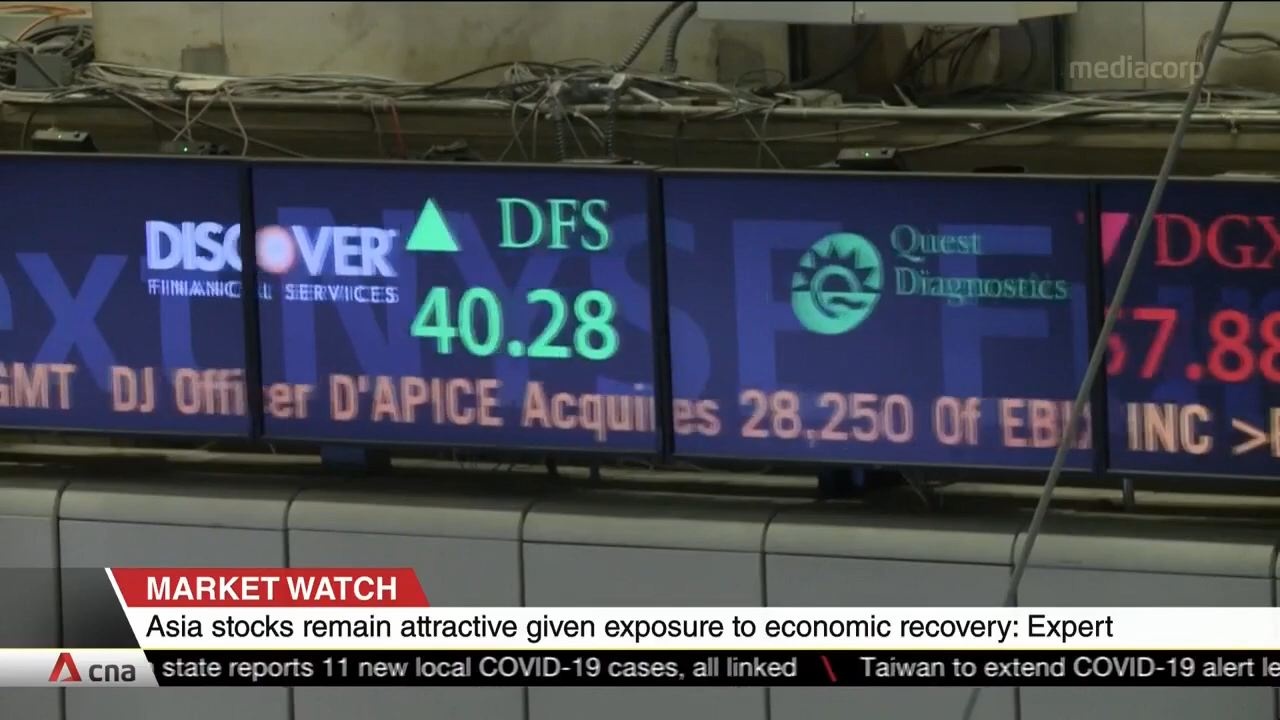 mediacorp
DISCOVER
FINANCIAL SERVICES
DFS
40.28
Quest
Diagnostics
DGX
57.88
GMT DJ Officer D'APICE Acquires 28,250 Of EBIX INC >
MARKET WATCH
Asia stocks remain attractive given exposure to economic recovery: Expert
cna
state reports 11 new local COVID-19 cases, all linked \ Taiwan to extend COVID-19 alert le